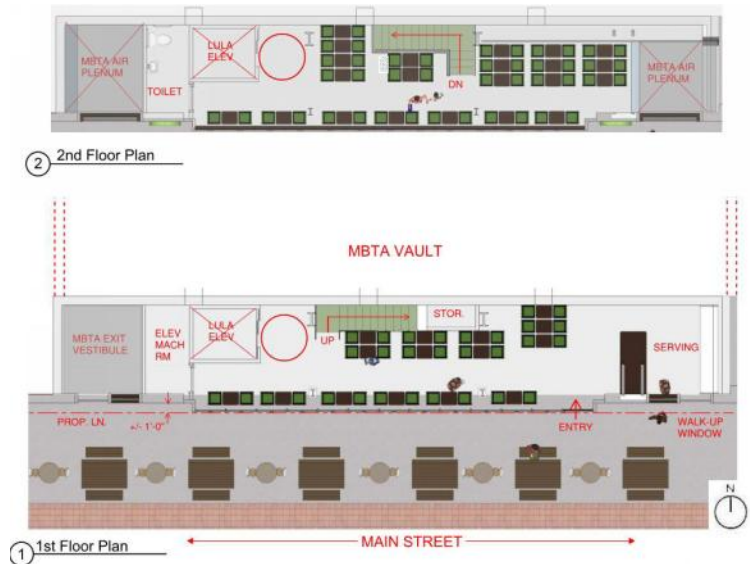 MBTA AIR
PLENUM
TOILET
LULA
ELEV
DN
MBTA AIR
PLENUM
2
2nd Floor Plan
MBTA VAULT
MBTA EXIT
VESTIBULE
ELEV
MACH
RM
LULA
ELEV
UP
STOR.
SERVING
PROP. LN.
+/- 1'-0"
ENTRY
WALK-UP
WINDOW
N
MAIN STREET
1
1st Floor Plan